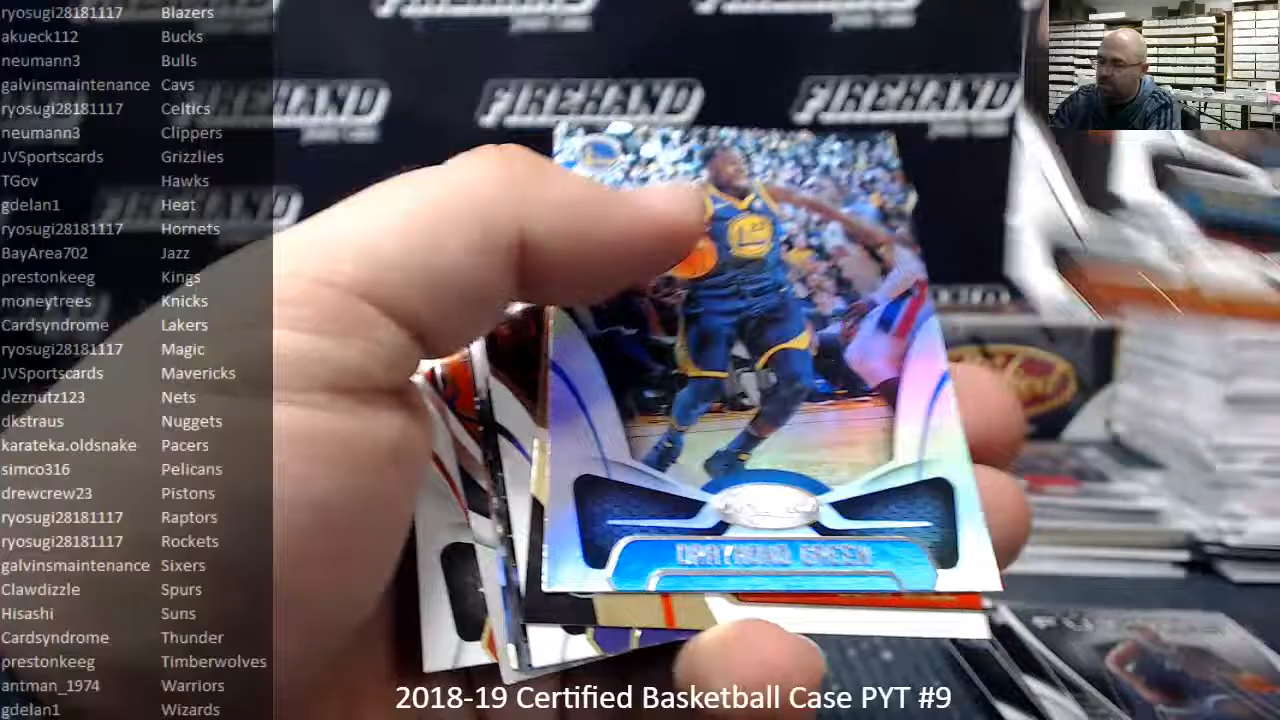 ryosugi28181117 Blazers
akueck112 Bucks
neumann3 Bulls
galvinsmaintenance Cavs
ryosugi28181117 Celtics
neumann3 Clippers
JVSportscards Grizzlies
TGov Hawks
gdelan1 Heat
ryosugi28181117 Hornets
BayArea702 Jazz
prestonkeeg Kings
moneytrees Knicks
Cardsyndrome Lakers
ryosugi28181117 Magic
JVSportscards Mavericks
deznutz123 Nets
dkstraus Nuggets
karateka.oldsnake Pacers
simco316 Pelicans
drewcrew23 Pistons
ryosugi28181117 Raptors
ryosugi28181117 Rockets
galvinsmaintenance Sixers
Clawdizzle Spurs
Hisashi Suns
Cardsyndrome Thunder
prestonkeeg Timberwolves
antman_1974 Warriors
gdelan1 Wizards
FIREHAND
FIREHAND
FIREHAND
FIREHAND
23
DRAYMOND GREEN
2018-19 Certified Basketball Case PYT #9